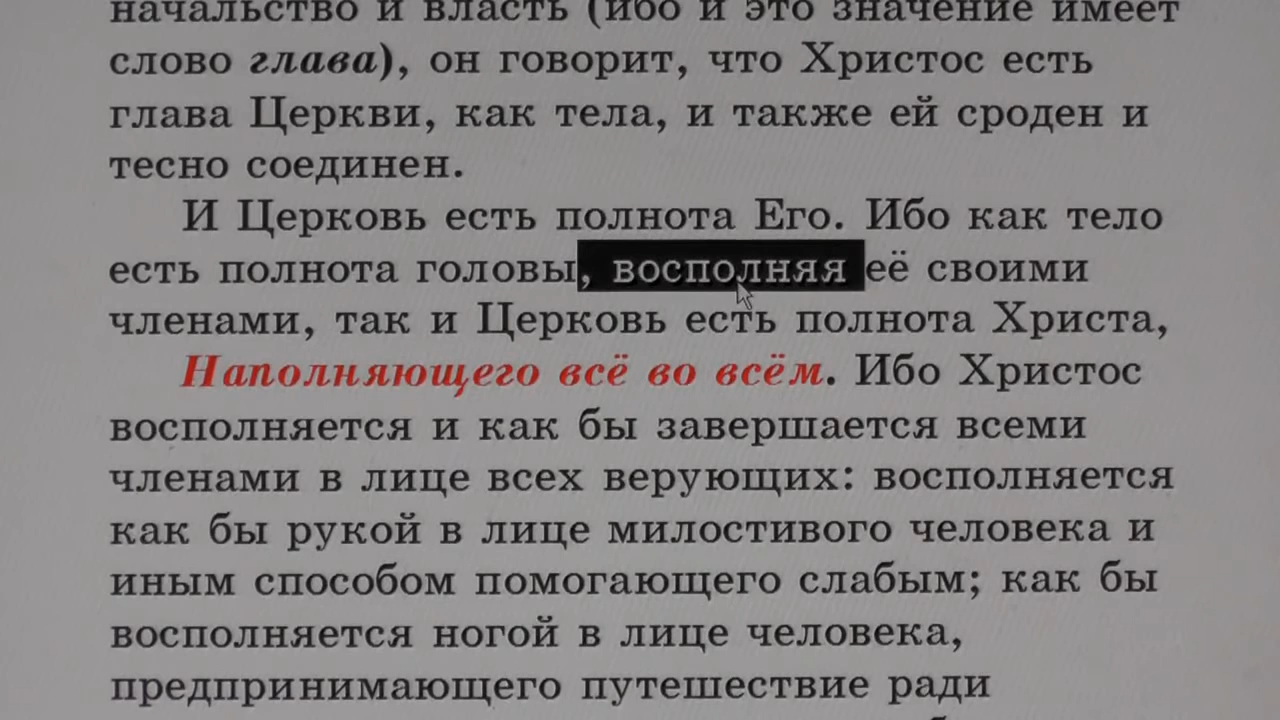 начальство и власть (ибо и это значение имеет
слово глава), он говорит, что Христос есть
глава Церкви, как тела, и также ей сроден и
тесно соединен.
И Церковь есть полнота Его. Ибо как тело
есть полнота головы, восполняя её своими
членами, так и Церковь есть полнота Христа,
Наполняющего всё во всём. Ибо Христос
восполняется и как бы завершается всеми
членами в лице всех верующих: восполняется
как бы рукой в лице милостивого человека и
иным способом помогающего слабым; как бы
восполняется ногой в лице человека,
предпринимающего путешествие ради